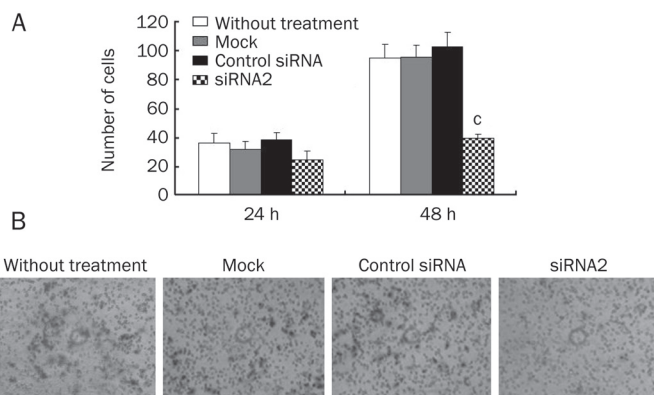 A
Number of cells
120
100
80
60
40
20
0
Without treatment
Mock
Control siRNA
siRNA2
c
24 h
48 h
B
Without treatment
Mock
Control siRNA
siRNA2